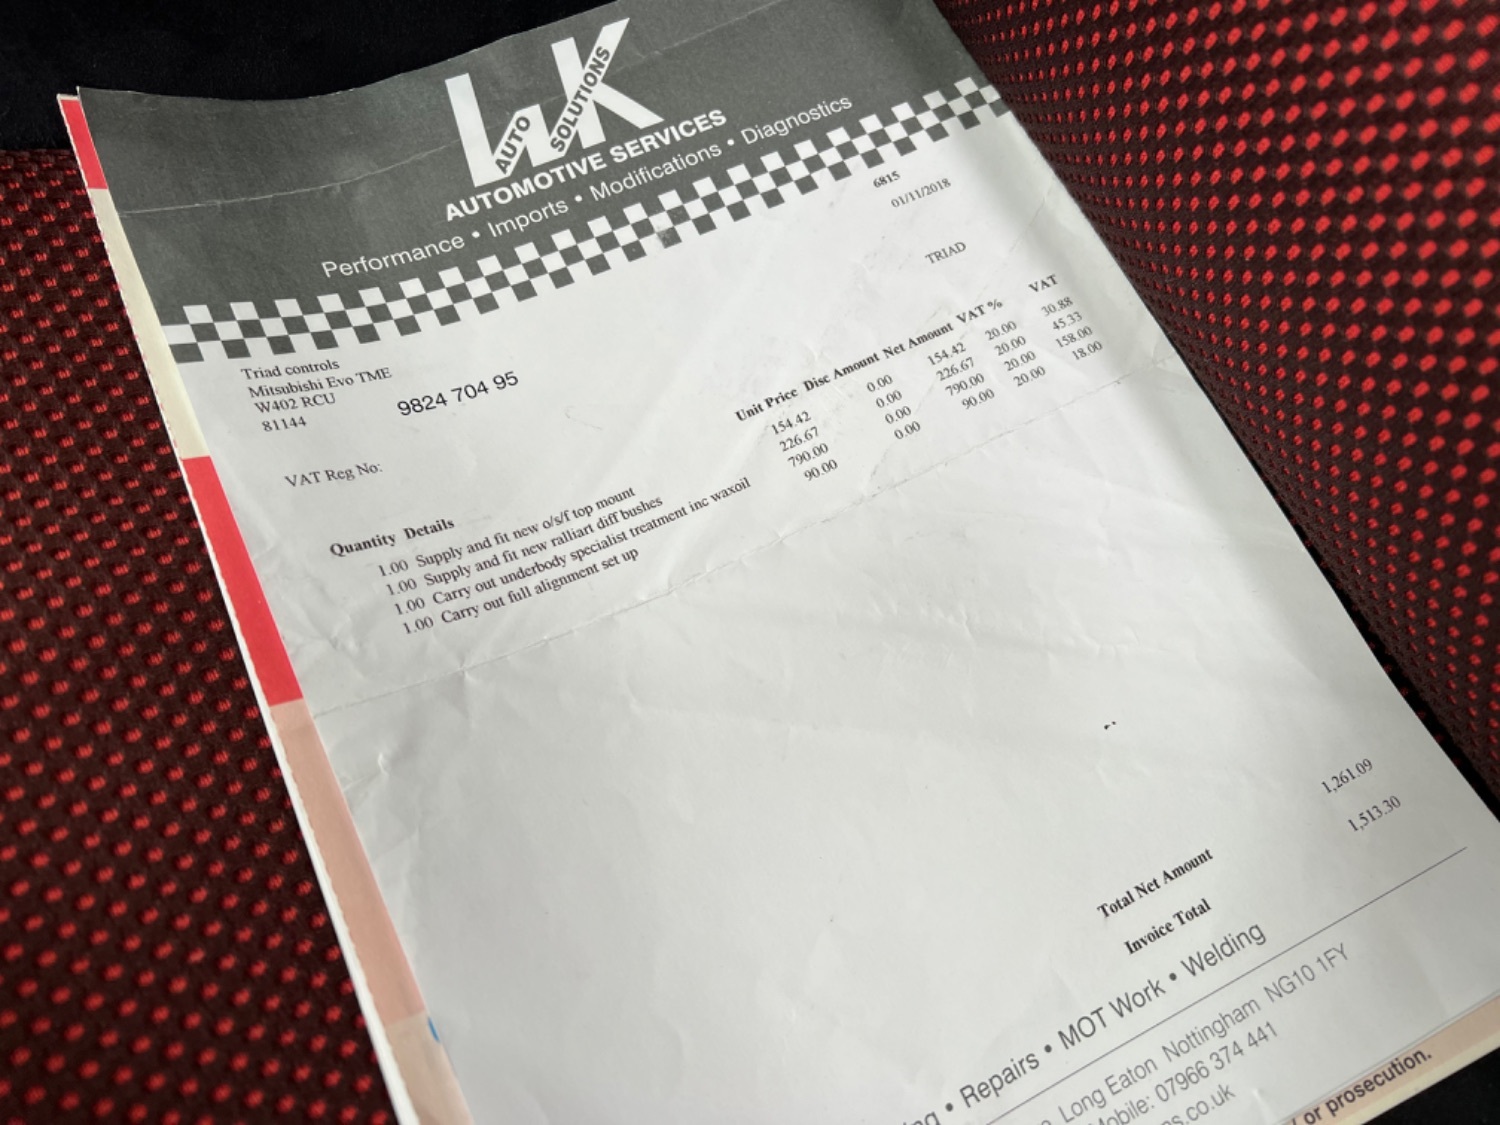 WK
AUTO SOLUTIONS
AUTOMOTIVE SERVICES
Performance • Imports • Modifications • Diagnostics
6815
01/11/2018
TRIAD
Triad controls
Mitsubishi Evo TME
W402 RCU
81144
9824 704 95
VAT Reg No:
Quantity Details Unit Price Disc Amount Net Amount VAT % VAT
1.00 Supply and fit new o/s/f top mount 154.42 0.00 154.42 20.00 30.88
1.00 Supply and fit new ralliart diff bushes 226.67 0.00 226.67 20.00 45.33
1.00 Carry out underbody specialist treatment inc waxoil 790.00 0.00 790.00 20.00 158.00
1.00 Carry out full alignment set up 90.00 0.00 90.00 20.00 18.00
Total Net Amount 1,261.09
Invoice Total 1,513.30
• Repairs • MOT Work • Welding
Long Eaton Nottingham NG10 1FY
Mobile: 07966 374 441
.co.uk
or prosecution.